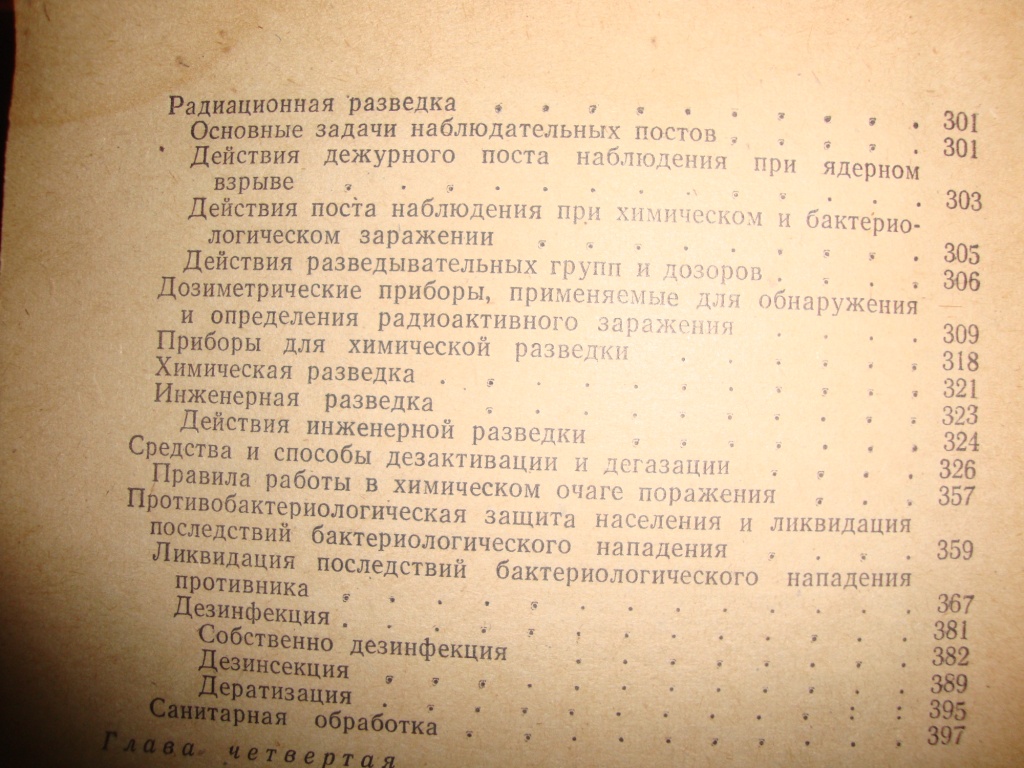 Радиационная разведка . . . . . . . . . . 301
Основные задачи наблюдательных постов . . . . . 301
Действия дежурного поста наблюдения при ядерном
взрыве . . . . . . . . . . . . 303
Действия поста наблюдения при химическом и бактерио-
логическом заражении . . . . . . . . 305
Действия разведывательных групп и дозоров . . . . 306
Дозиметрические приборы, применяемые для обнаружения
и определения радиоактивного заражения . . . . 309
Приборы для химической разведки . . . . . . 318
Химическая разведка . . . . . . . . . . . 321
Инженерная разведка . . . . . . . . . . 323
Действия инженерной разведки . . . . . . . 324
Средства и способы дезактивации и дегазации . . . . 326
Правила работы в химическом очаге поражения . . . 357
Противобактериологическая защита населения и ликвидация
последствий бактериологического нападения . . . . 359
Ликвидация последствий бактериологического нападения
противника . . . . . . . . . . . . . 367
Дезинфекция . . . . . . . . . . . . . 381
Собственно дезинфекция . . . . . . . . 382
Дезинсекция . . . . . . . . . . . . 389
Дератизация . . . . . . . . . . : : 395
Санитарная обработка . . . . . . . . . . . 397
Глава четвертая